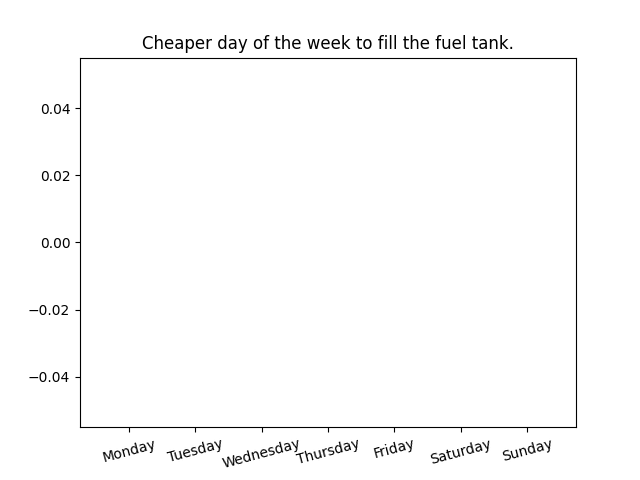 Cheaper day of the week to fill the fuel tank.
0.04
0.02
0.00
−0.02
−0.04
Monday Tuesday Wednesday Thursday Friday Saturday Sunday